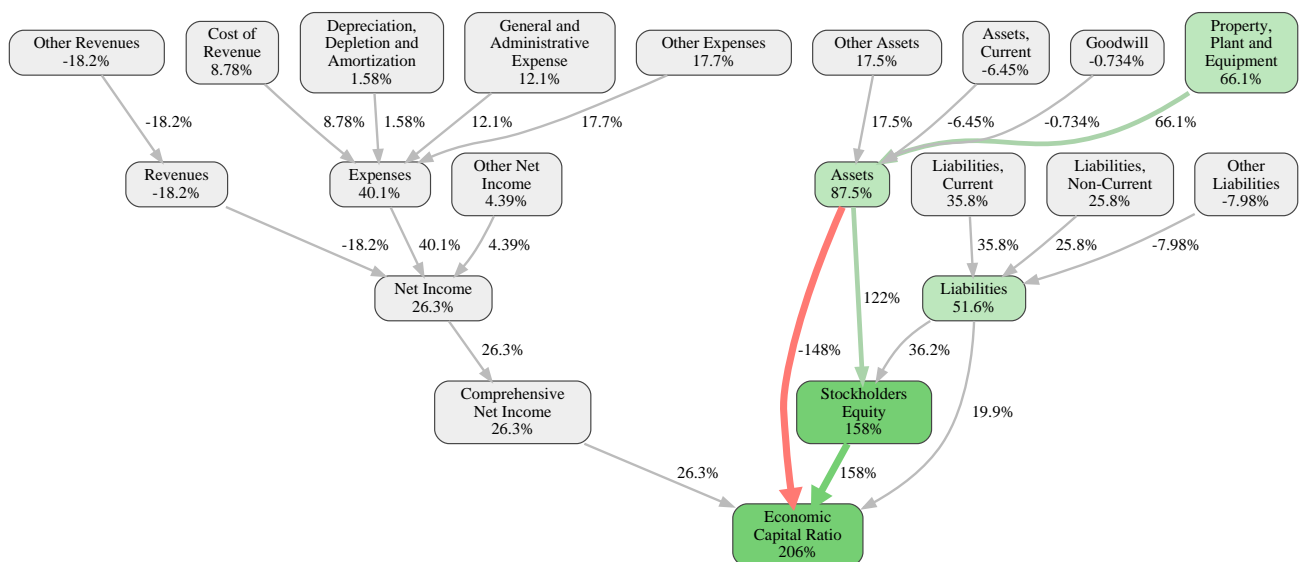 Other Revenues
-18.2%
Cost of
Revenue
8.78%
Depreciation,
Depletion and
Amortization
1.58%
General and
Administrative
Expense
12.1%
Other Expenses
17.7%
Other Assets
17.5%
Assets,
Current
-6.45%
Goodwill
-0.734%
Property,
Plant and
Equipment
66.1%
-18.2%
8.78%
1.58%
12.1%
17.7%
17.5%
-6.45%
-0.734%
66.1%
Revenues
-18.2%
Expenses
40.1%
Other Net
Income
4.39%
Assets
87.5%
Liabilities,
Current
35.8%
Liabilities,
Non-Current
25.8%
Other
Liabilities
-7.98%
-18.2%
40.1%
4.39%
35.8%
25.8%
-7.98%
Net Income
26.3%
Liabilities
51.6%
122%
26.3%
-148%
36.2%
Comprehensive
Net Income
26.3%
Stockholders
Equity
158%
19.9%
26.3%
158%
Economic
Capital Ratio
206%